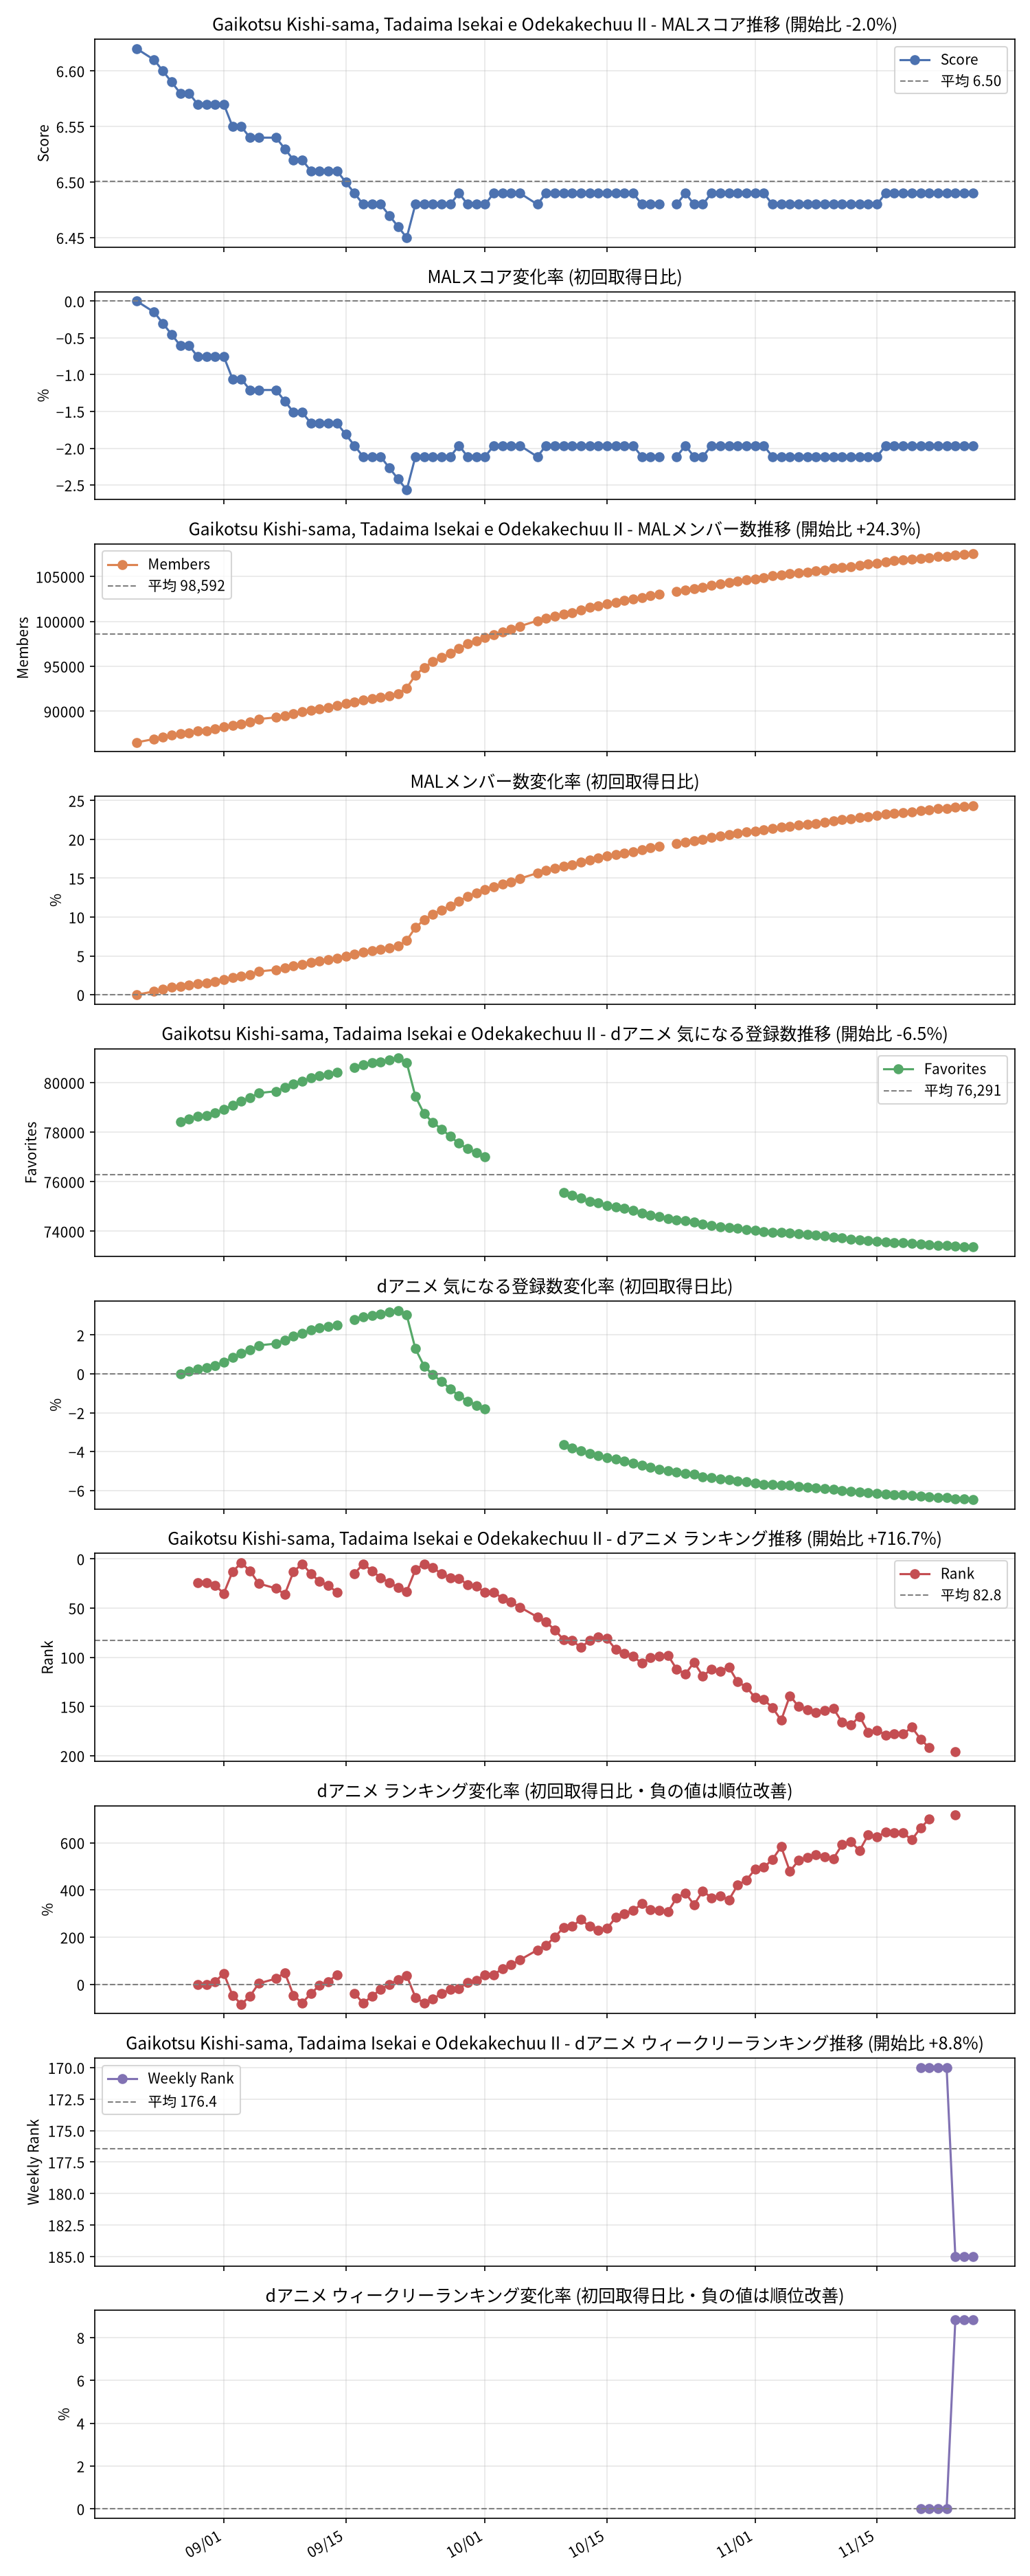 Gaikotsu Kishi-sama, Tadaima Isekai e Odekakechuu II - MALスコア推移 (開始比 -2.0%)
Score
平均 6.50
6.60
6.55
6.50
6.45
Score
MALスコア変化率 (初回取得日比)
0.0
−0.5
−1.0
−1.5
−2.0
−2.5
%
Gaikotsu Kishi-sama, Tadaima Isekai e Odekakechuu II - MALメンバー数推移 (開始比 +24.3%)
Members
平均 98,592
105000
100000
95000
90000
Members
MALメンバー数変化率 (初回取得日比)
25
20
15
10
5
0
%
Gaikotsu Kishi-sama, Tadaima Isekai e Odekakechuu II - dアニメ 気になる登録数推移 (開始比 -6.5%)
Favorites
平均 76,291
80000
78000
76000
74000
Favorites
dアニメ 気になる登録数変化率 (初回取得日比)
2
0
−2
−4
−6
%
Gaikotsu Kishi-sama, Tadaima Isekai e Odekakechuu II - dアニメ ランキング推移 (開始比 +716.7%)
Rank
平均 82.8
0
50
100
150
200
Rank
dアニメ ランキング変化率 (初回取得日比・負の値は順位改善)
600
400
200
0
%
Gaikotsu Kishi-sama, Tadaima Isekai e Odekakechuu II - dアニメ ウィークリーランキング推移 (開始比 +8.8%)
Weekly Rank
平均 176.4
170.0
172.5
175.0
177.5
180.0
182.5
185.0
Weekly Rank
dアニメ ウィークリーランキング変化率 (初回取得日比・負の値は順位改善)
8
6
4
2
0
%
09/01
09/15
10/01
10/15
11/01
11/15